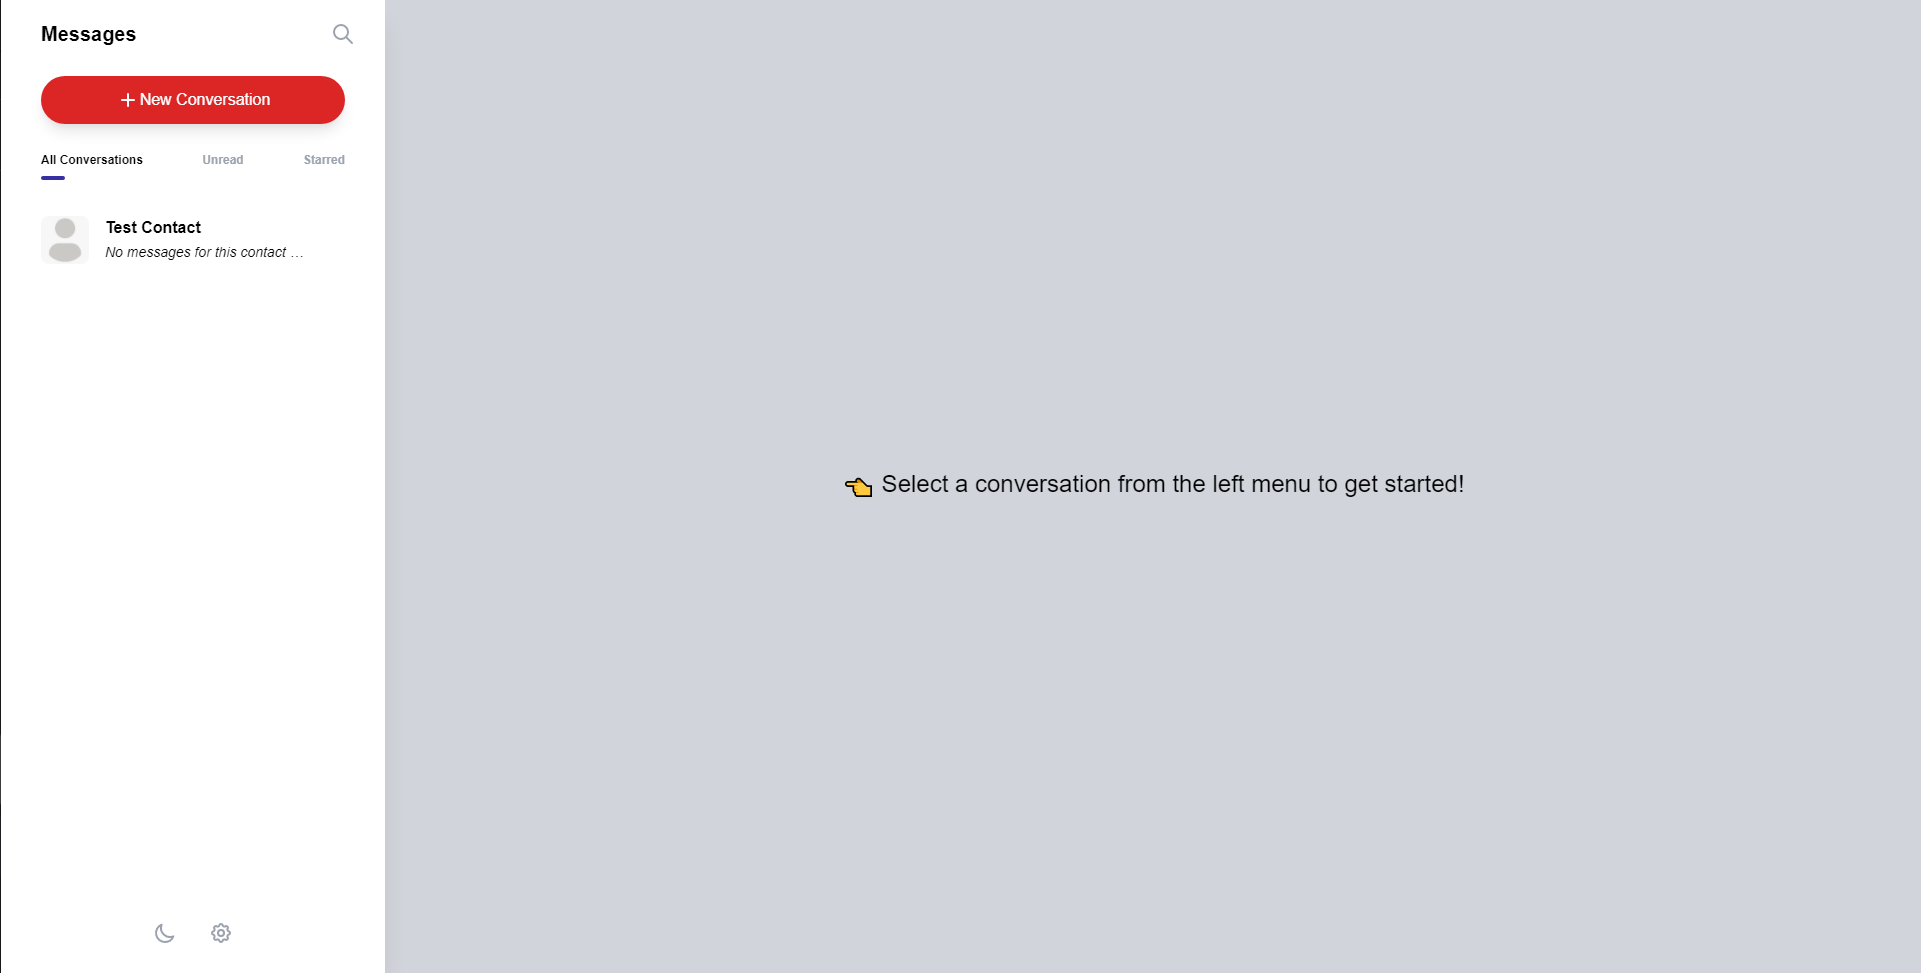 Messages
New Conversation
All Conversations
Unread
Starred
Test Contact
No messages for this contact …
👈 Select a conversation from the left menu to get started!